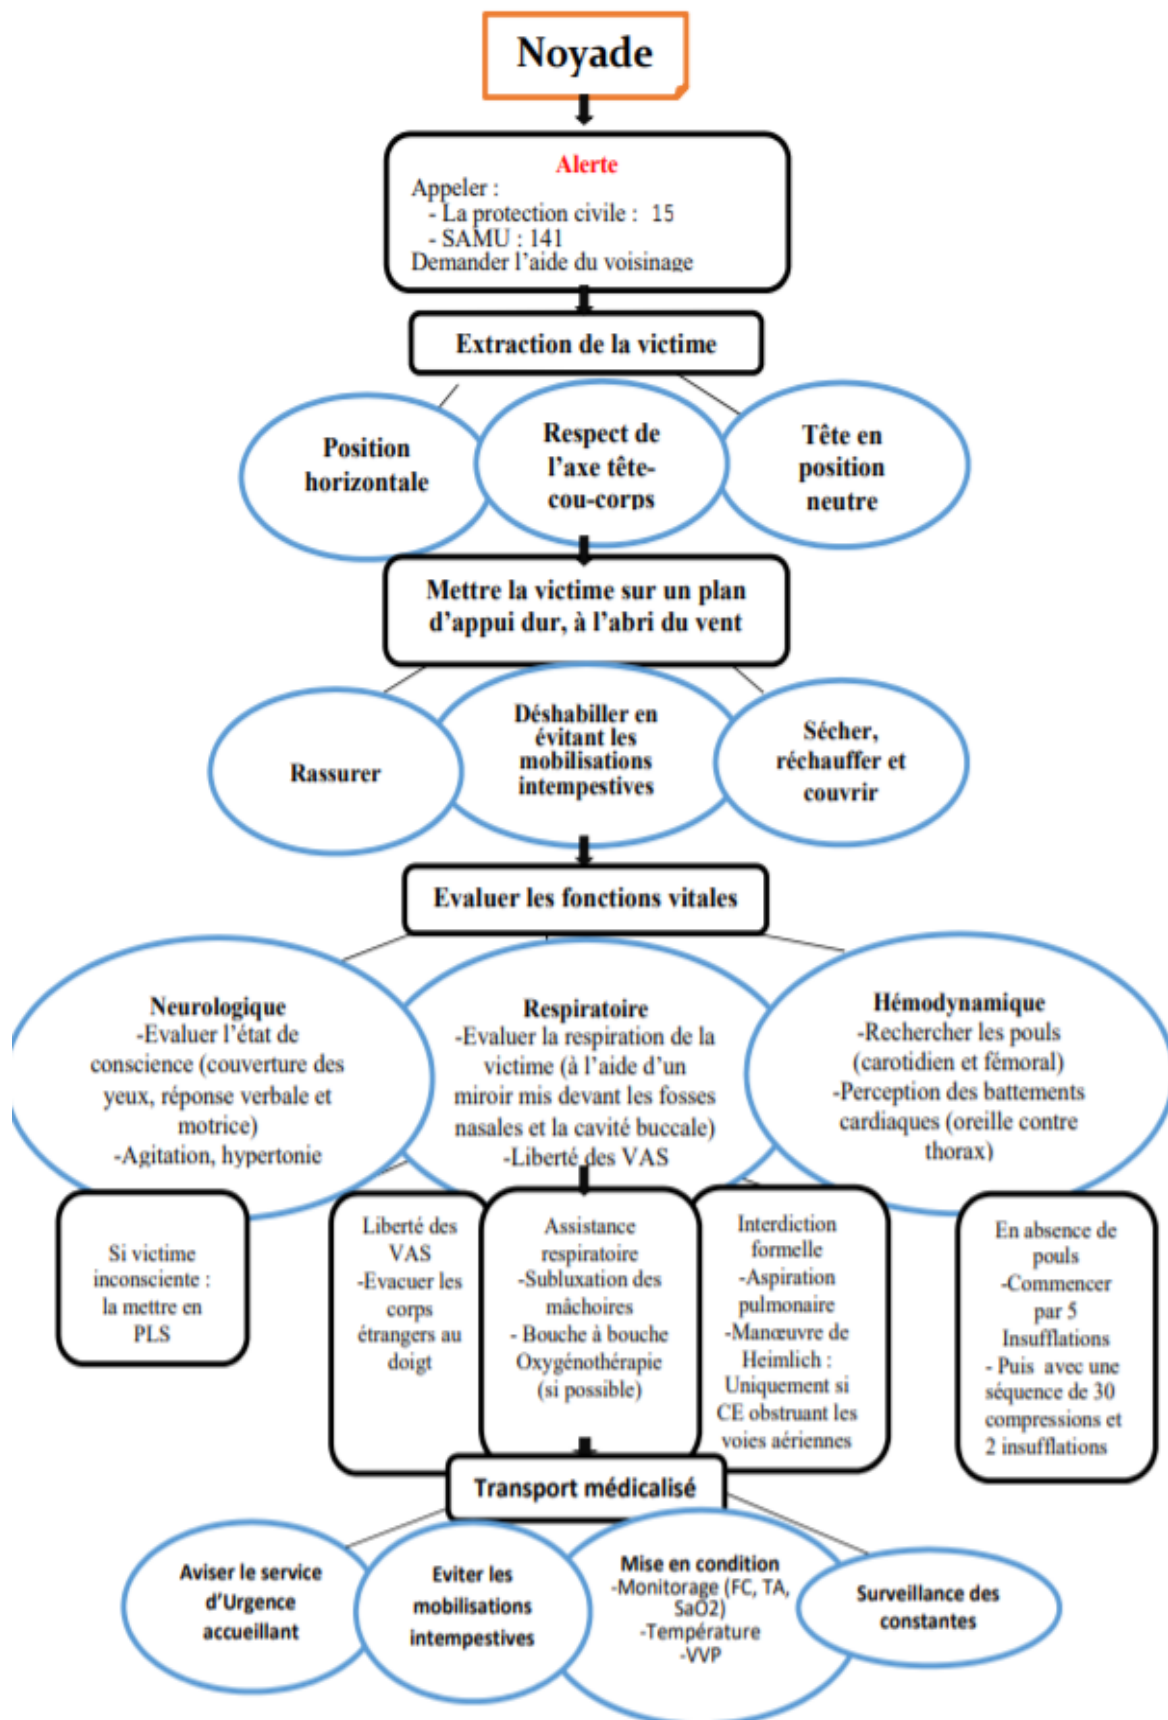 Noyade
Alerte
Appeler :
- La protection civile : 15
- SAMU : 141
Demander l'aide du voisinage
Extraction de la victime
Position
horizontale
Respect de
l'axe tête-
cou-corps
Tête en
position
neutre
Mettre la victime sur un plan
d'appui dur, à l'abri du vent
Rassurer
Déshabiller en
évitant les
mobilisations
intempestives
Sécher,
réchauffer et
couvrir
Evaluer les fonctions vitales
Neurologique
-Evaluer l'état de
conscience (couverture des
yeux, réponse verbale et
motrice)
-Agitation, hypertonie
Respiratoire
-Evaluer la respiration de la
victime (à l'aide d'un
miroir mis devant les fosses
nasales et la cavité buccale)
-Liberté des VAS
Hémodynamique
-Rechercher les pouls
(carotidien et fémoral)
-Perception des battements
cardiaques (oreille contre
thorax)
Si victime
inconsciente :
la mettre en
PLS
Liberté des
VAS
-Evacuer les
corps
étrangers au
doigt
Assistance
respiratoire
-Subluxation des
mâchoires
- Bouche à bouche
Oxygénothérapie
(si possible)
Interdiction
formelle
-Aspiration
pulmonaire
-Manœuvre de
Heimlich :
Uniquement si
CE obstruant les
voies aériennes
En absence de
pouls
-Commencer
par 5
Insufflations
- Puis avec une
séquence de 30
compressions et
2 insufflations
Transport médicalisé
Aviser le service
d'Urgence
accueillant
Eviter les
mobilisations
intempestives
Mise en condition
-Monitorage (FC, TA,
SaO2)
-Température
-VVP
Surveillance des
constantes